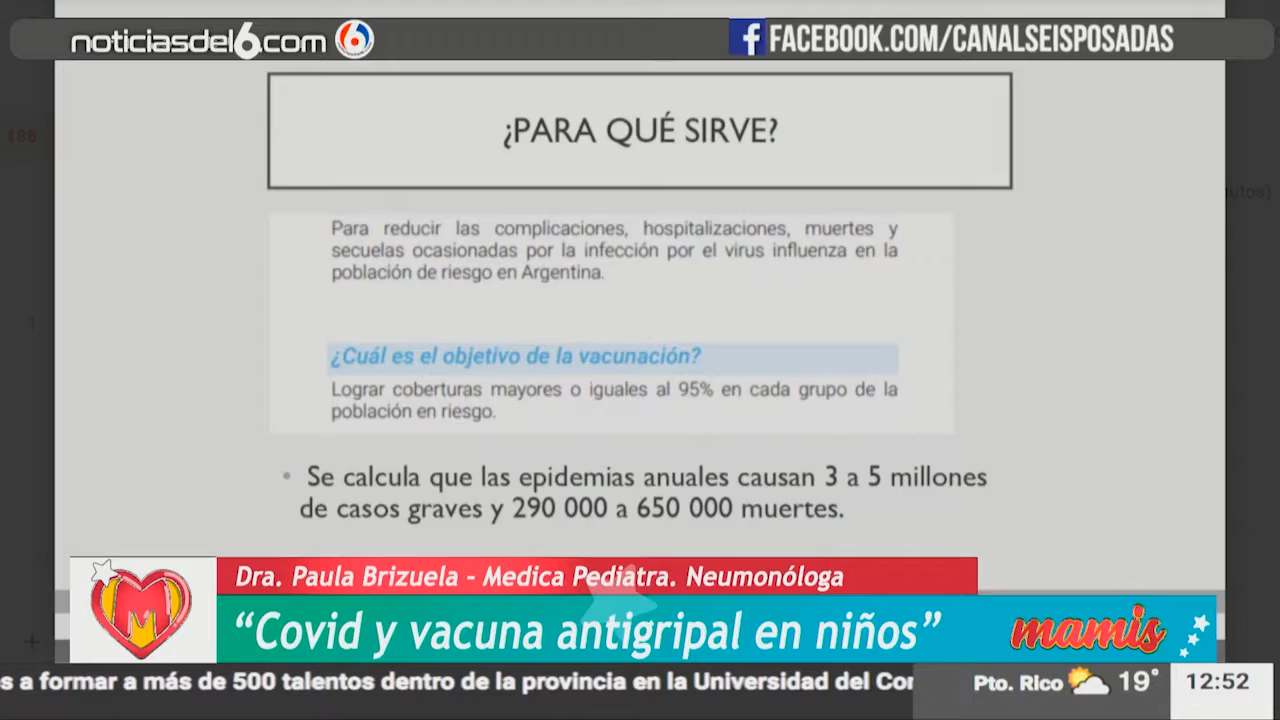 noticiasdel6.com
FACEBOOK.COM/CANALSEISPOSADAS
198
¿PARA QUÉ SIRVE?
Para reducir las complicaciones, hospitalizaciones, muertes y
secuelas ocasionadas por la infección por el virus influenza en la
población de riesgo en Argentina.
¿Cuál es el objetivo de la vacunación?
Lograr coberturas mayores o iguales al 95% en cada grupo de la
población en riesgo.
• Se calcula que las epidemias anuales causan 3 a 5 millones
de casos graves y 290 000 a 650 000 muertes.
Dra. Paula Brizuela - Medica Pediatra. Neumonóloga
M
“Covid y vacuna antigripal en niños”
mamis
s a formar a más de 500 talentos dentro de la provincia en la Universidad del
Pto. Rico 19° 12:52